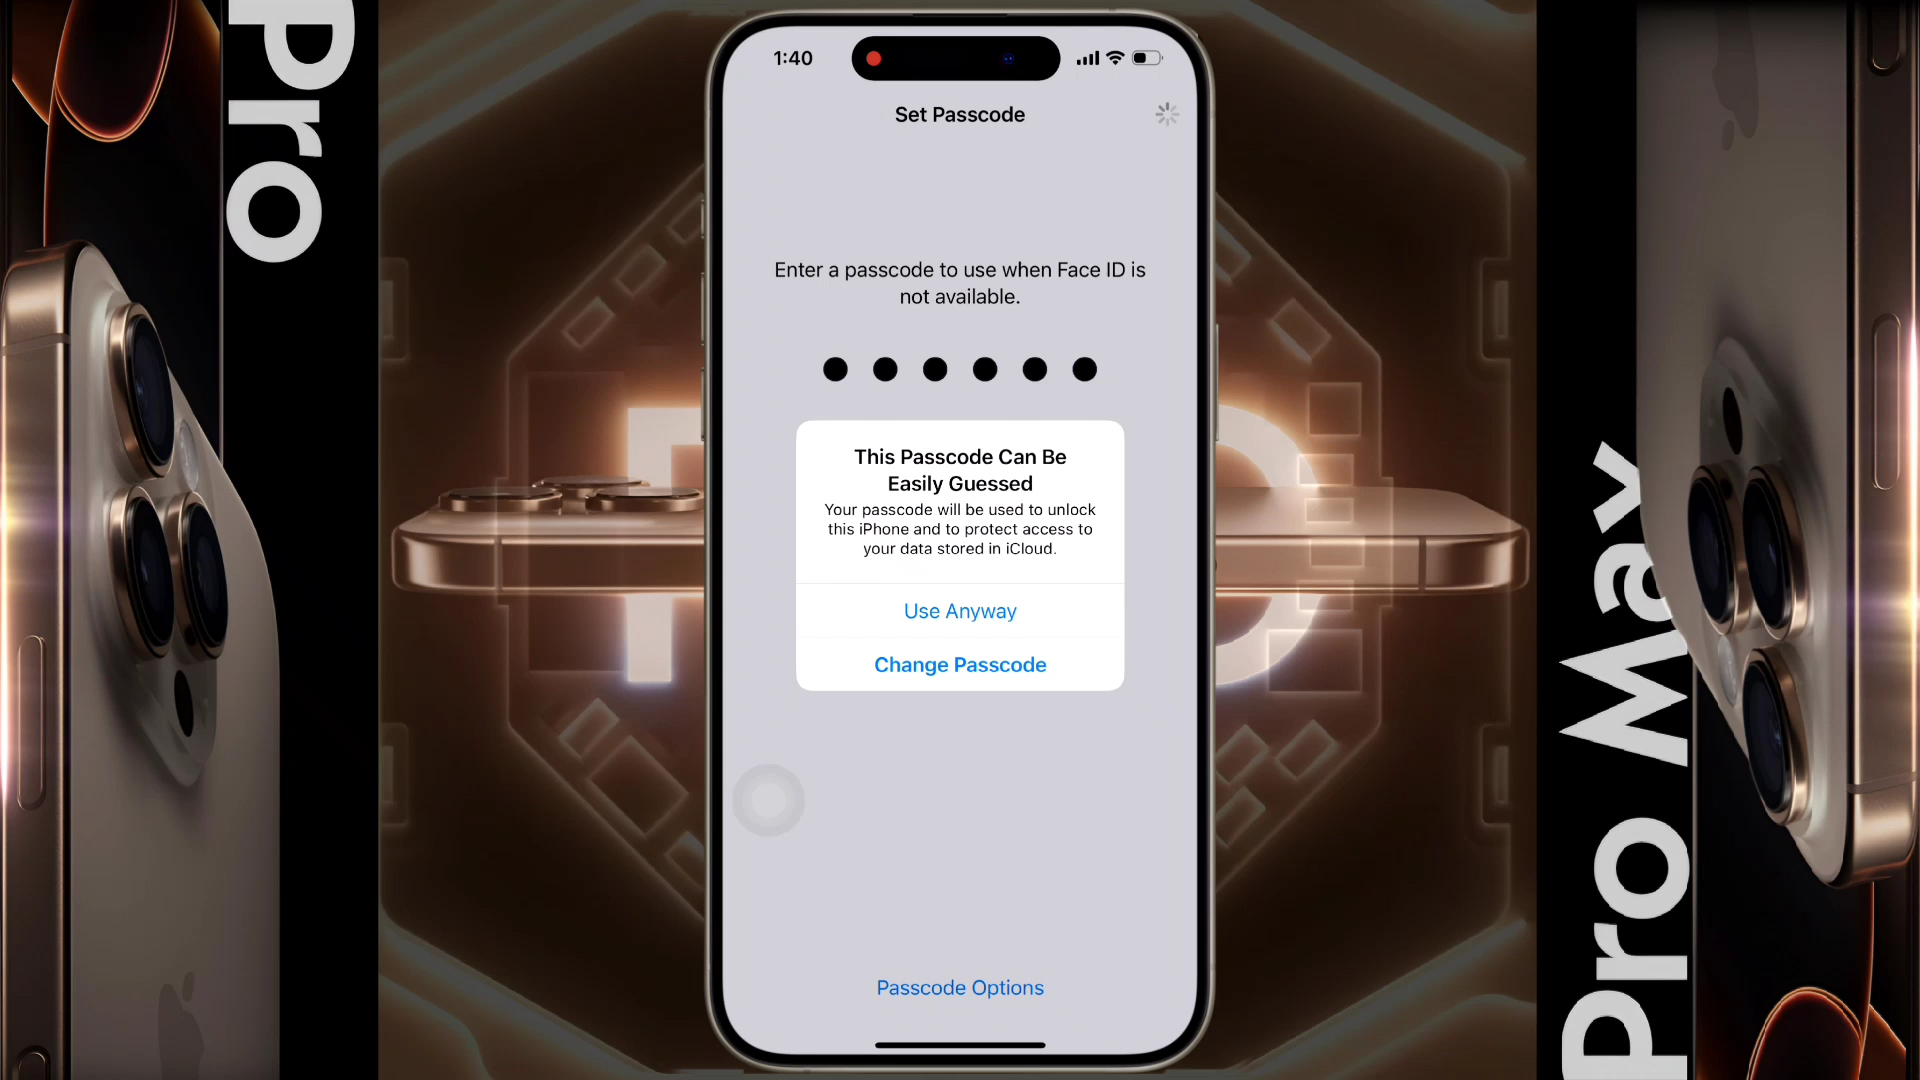 Pro
1:40
Set Passcode
Enter a passcode to use when Face ID is
not available.
This Passcode Can Be
Easily Guessed
Your passcode will be used to unlock
this iPhone and to protect access to
your data stored in iCloud.
Use Anyway
Change Passcode
Passcode Options
Pro Max